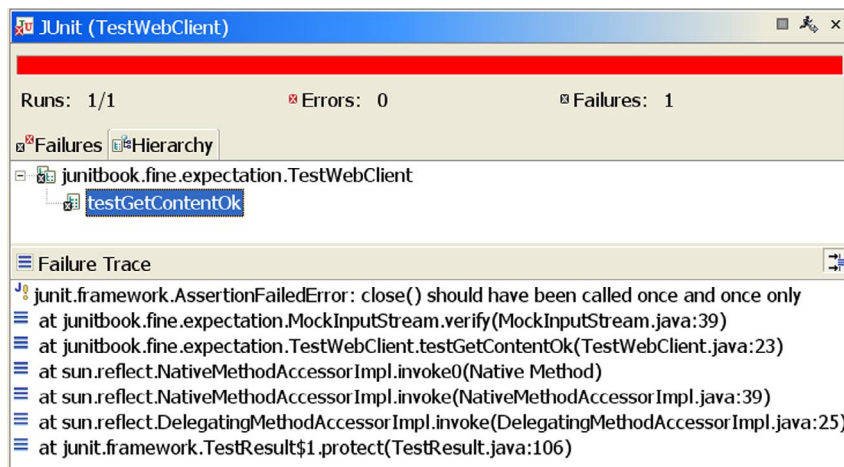 JUnit (TestWebClient)
Runs: 1/1 Errors: 0 Failures: 1
Failures Hierarchy
junitbook.fine.expectation.TestWebClient
testGetContentOk
Failure Trace
junit.framework.AssertionFailedError: close() should have been called once and once only
at junitbook.fine.expectation.MockInputStream.verify(MockInputStream.java:39)
at junitbook.fine.expectation.TestWebClient.testGetContentOk(TestWebClient.java:23)
at sun.reflect.NativeMethodAccessorImpl.invoke0(Native Method)
at sun.reflect.NativeMethodAccessorImpl.invoke(NativeMethodAccessorImpl.java:39)
at sun.reflect.DelegatingMethodAccessorImpl.invoke(DelegatingMethodAccessorImpl.java:25)
at junit.framework.TestResult$1.protect(TestResult.java:106)